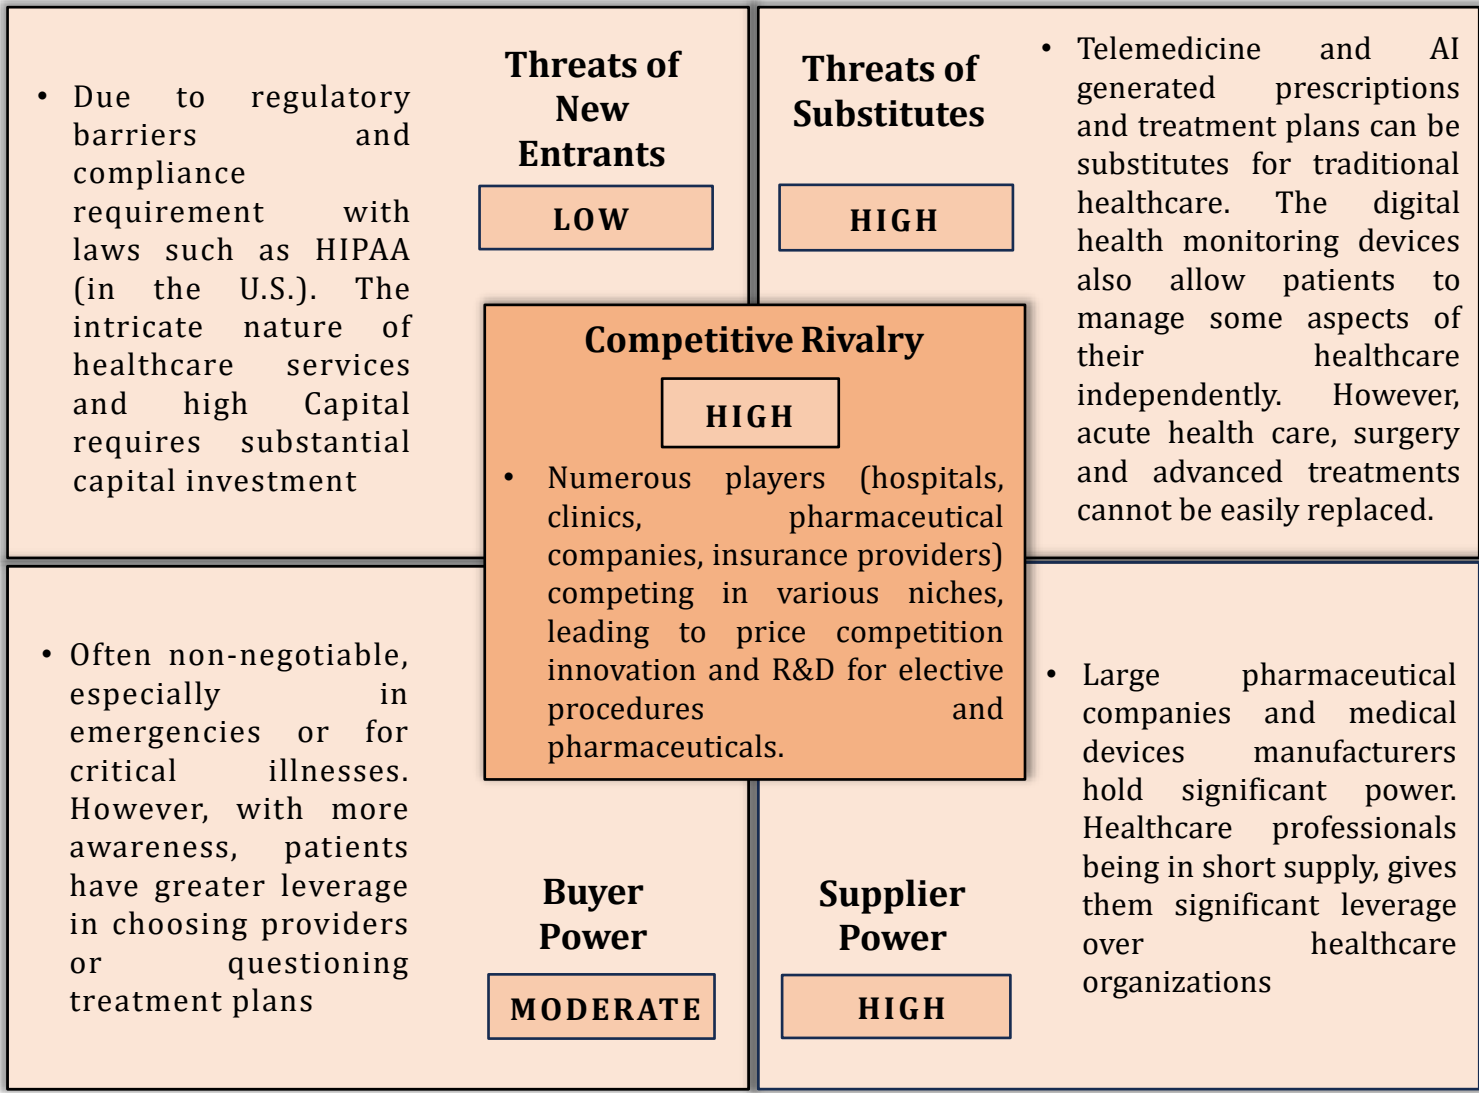 Threats of
New
Entrants
LOW
• Due to regulatory
barriers and
compliance
requirement with
laws such as HIPAA
(in the U.S.). The
intricate nature of
healthcare services
and high Capital
requires substantial
capital investment
Threats of
Substitutes
HIGH
• Telemedicine and AI
generated prescriptions
and treatment plans can be
substitutes for traditional
healthcare. The digital
health monitoring devices
also allow patients to
manage some aspects of
their healthcare
independently. However,
acute health care, surgery
and advanced treatments
cannot be easily replaced.
Competitive Rivalry
HIGH
• Numerous players (hospitals,
clinics, pharmaceutical
companies, insurance providers)
competing in various niches,
leading to price competition
innovation and R&D for elective
procedures and
pharmaceuticals.
• Often non-negotiable,
especially in
emergencies or for
critical illnesses.
However, with more
awareness, patients
have greater leverage
in choosing providers
or questioning
treatment plans
Buyer
Power
MODERATE
Supplier
Power
HIGH
• Large pharmaceutical
companies and medical
devices manufacturers
hold significant power.
Healthcare professionals
being in short supply, gives
them significant leverage
over healthcare
organizations